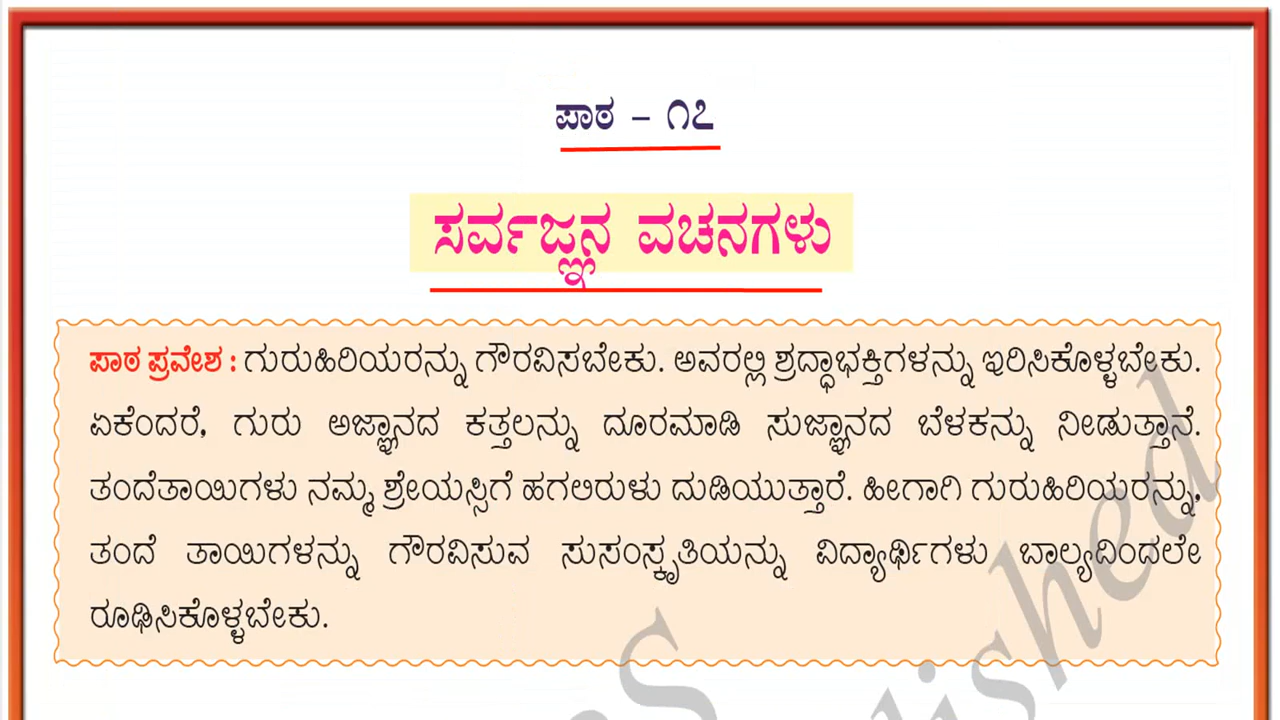 ಪಾಠ – ೧೭
ಸರ್ವಜ್ಞನ ವಚನಗಳು
ಪಾಠ ಪ್ರವೇಶ : ಗುರುಹಿರಿಯರನ್ನು ಗೌರವಿಸಬೇಕು. ಅವರಲ್ಲಿ ಶ್ರದ್ಧಾಭಕ್ತಿಗಳನ್ನು ಇರಿಸಿಕೊಳ್ಳಬೇಕು.
ಏಕೆಂದರೆ, ಗುರು ಅಜ್ಞಾನದ ಕತ್ತಲನ್ನು ದೂರಮಾಡಿ ಸುಜ್ಞಾನದ ಬೆಳಕನ್ನು ನೀಡುತ್ತಾನೆ.
ತಂದೆತಾಯಿಗಳು ನಮ್ಮ ಶ್ರೇಯಸ್ಸಿಗೆ ಹಗಲಿರುಳು ದುಡಿಯುತ್ತಾರೆ. ಹೀಗಾಗಿ ಗುರುಹಿರಿಯರನ್ನು,
ತಂದೆ ತಾಯಿಗಳನ್ನು ಗೌರವಿಸುವ ಸುಸಂಸ್ಕೃತಿಯನ್ನು ವಿದ್ಯಾರ್ಥಿಗಳು ಬಾಲ್ಯದಿಂದಲೇ
ರೂಢಿಸಿಕೊಳ್ಳಬೇಕು.